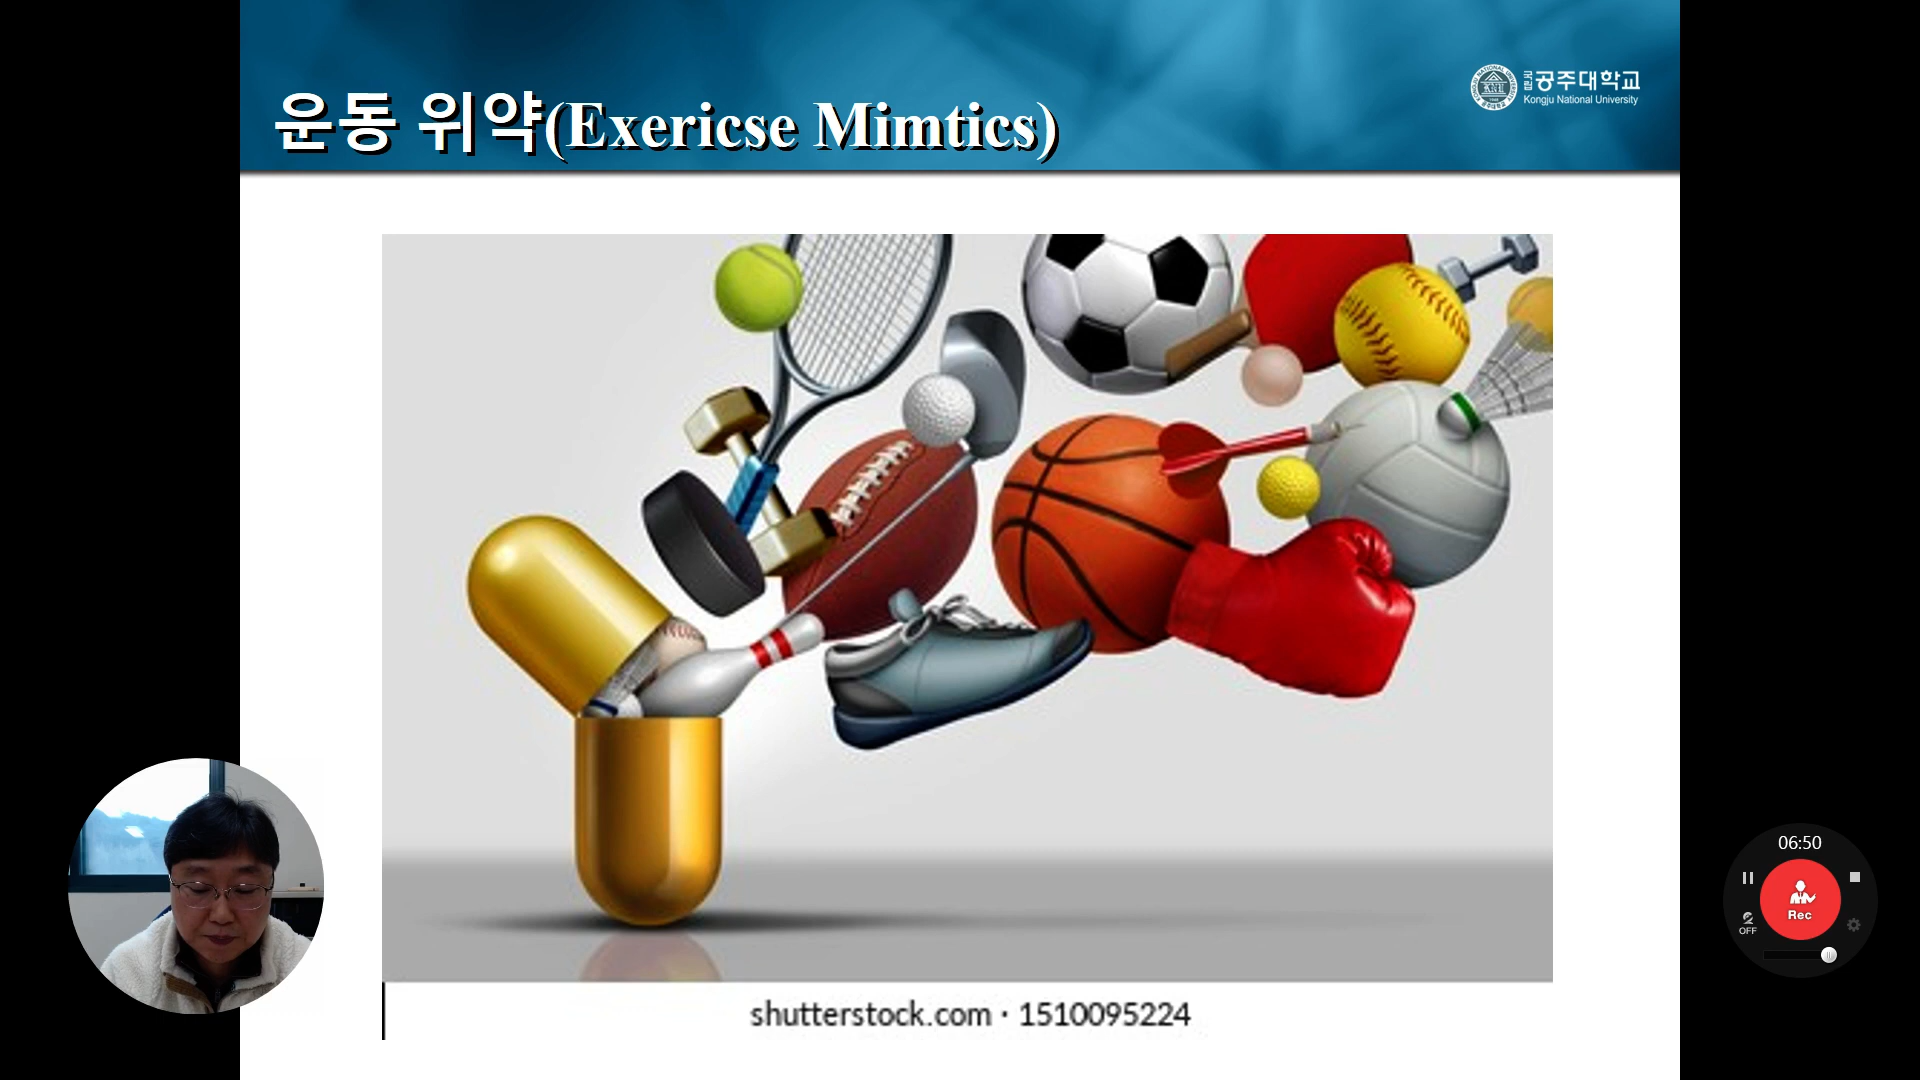 운동 위약(Exericse Mimtics)
국립 공주대학교
Kongju National University
shutterstock.com · 1510095224
06:50
Rec
OFF